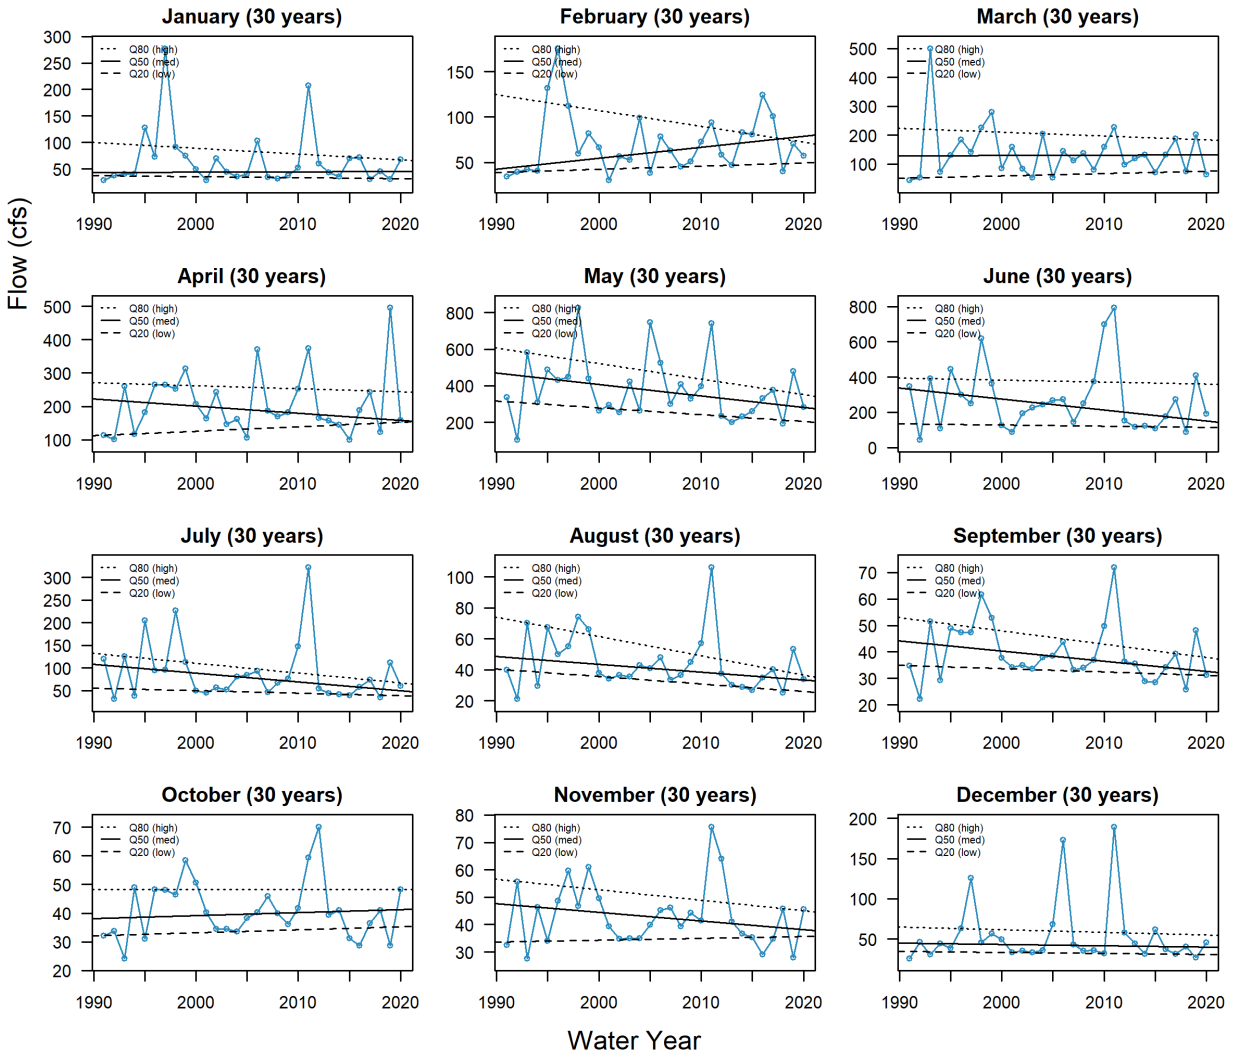 Flow (cfs)
January (30 years)
300
250
200
150
100
50
Q80 (high)
Q50 (med)
Q20 (low)
1990
2000
2010
2020
February (30 years)
150
100
50
Q80 (high)
Q50 (med)
Q20 (low)
1990
2000
2010
2020
March (30 years)
500
400
300
200
100
Q80 (high)
Q50 (med)
Q20 (low)
1990
2000
2010
2020
April (30 years)
500
400
300
200
100
Q80 (high)
Q50 (med)
Q20 (low)
1990
2000
2010
2020
May (30 years)
800
600
400
200
Q80 (high)
Q50 (med)
Q20 (low)
1990
2000
2010
2020
June (30 years)
800
600
400
200
0
Q80 (high)
Q50 (med)
Q20 (low)
1990
2000
2010
2020
July (30 years)
300
250
200
150
100
50
Q80 (high)
Q50 (med)
Q20 (low)
1990
2000
2010
2020
August (30 years)
100
80
60
40
20
Q80 (high)
Q50 (med)
Q20 (low)
1990
2000
2010
2020
September (30 years)
70
60
50
40
30
20
Q80 (high)
Q50 (med)
Q20 (low)
1990
2000
2010
2020
October (30 years)
70
60
50
40
30
20
Q80 (high)
Q50 (med)
Q20 (low)
1990
2000
2010
2020
November (30 years)
80
70
60
50
40
30
Q80 (high)
Q50 (med)
Q20 (low)
1990
2000
2010
2020
December (30 years)
200
150
100
50
Q80 (high)
Q50 (med)
Q20 (low)
1990
2000
2010
2020
Water Year